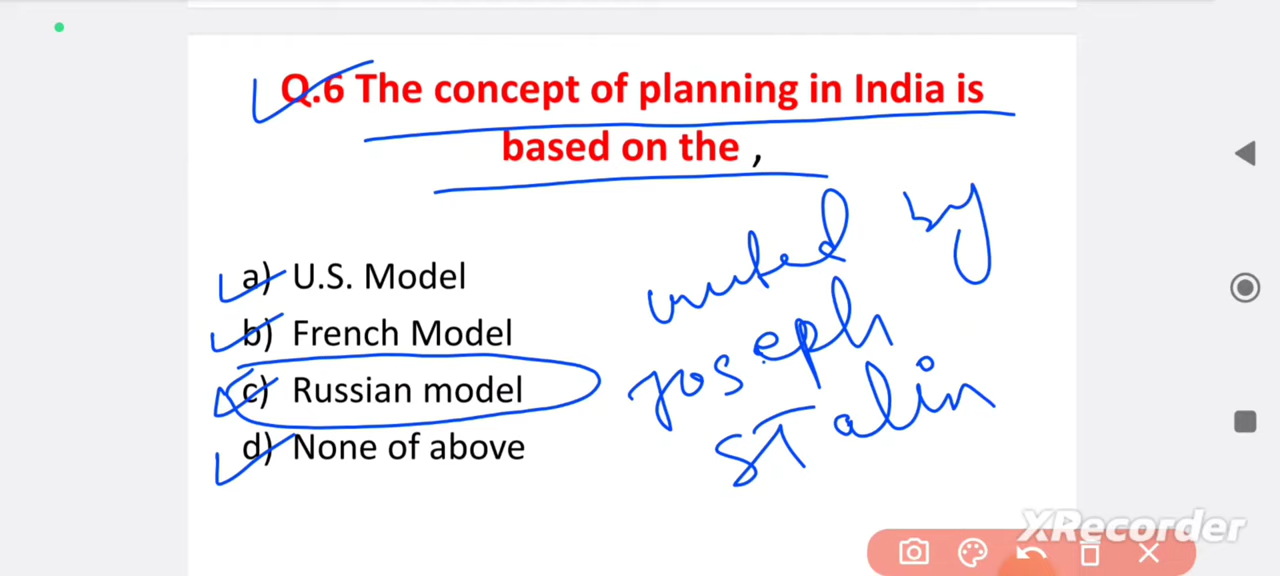 Q.6 The concept of planning in India is
based on the ,
a) U.S. Model
b) French Model
c) Russian model
d) None of above
by
Joseph
STalin
XRecorder